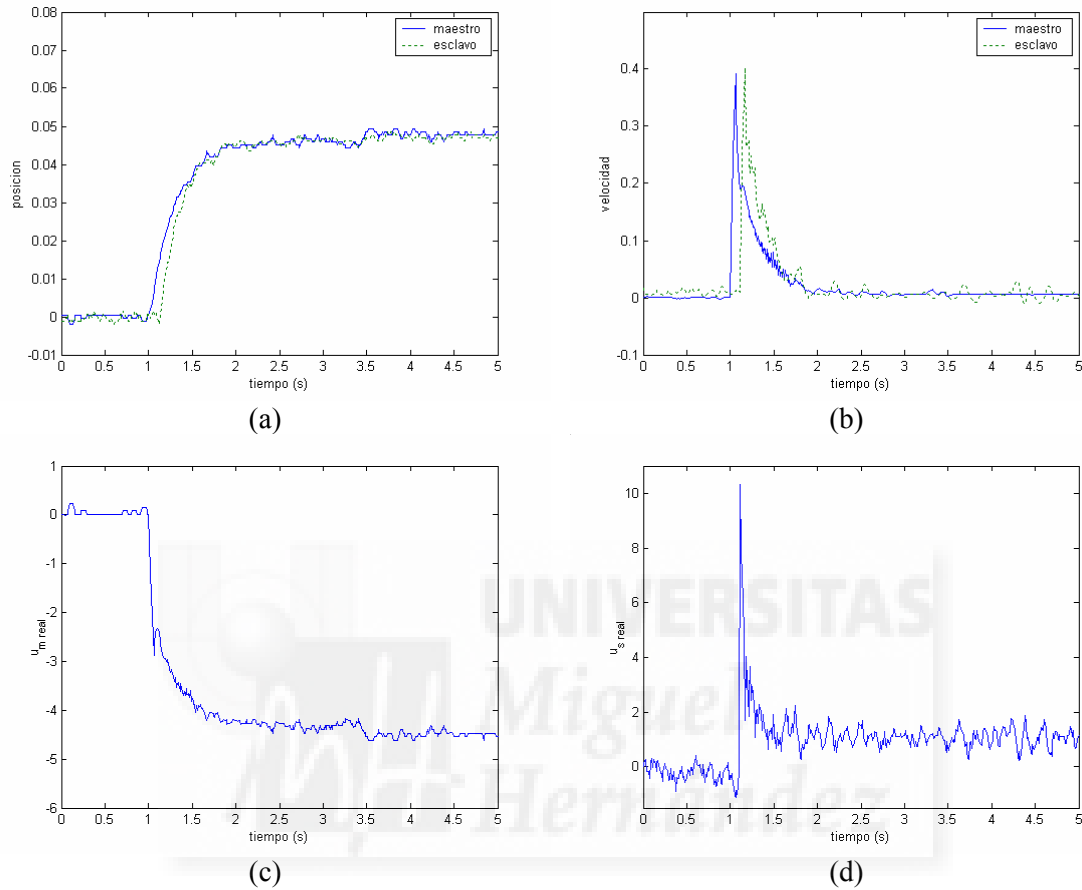 0.08
0.07
0.06
0.05
0.04
0.03
0.02
0.01
0
-0.01
posicion
maestro
esclavo
0 0.5 1 1.5 2 2.5 3 3.5 4 4.5 5
tiempo (s)
(a)
0.4
0.3
0.2
0.1
0
-0.1
velocidad
maestro
esclavo
0 0.5 1 1.5 2 2.5 3 3.5 4 4.5 5
tiempo (s)
(b)
1
0
-1
-2
-3
-4
-5
-6
u_m real
0 0.5 1 1.5 2 2.5 3 3.5 4 4.5 5
tiempo (s)
(c)
10
8
6
4
2
0
u_s real
0 0.5 1 1.5 2 2.5 3 3.5 4 4.5 5
tiempo (s)
(d)
UNIVERSITAS
Miguel
Hernández